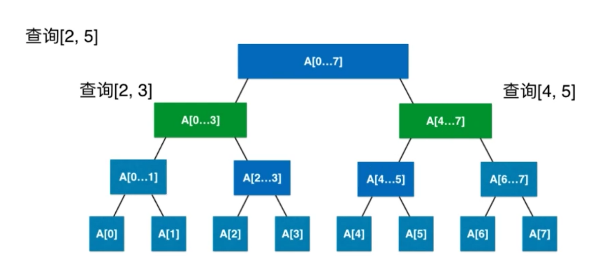 查询[2, 5]
A[0...7]
查询[2, 3]
查询[4, 5]
A[0...3]
A[4...7]
A[0...1]
A[2...3]
A[4...5]
A[6...7]
A[0]
A[1]
A[2]
A[3]
A[4]
A[5]
A[6]
A[7]